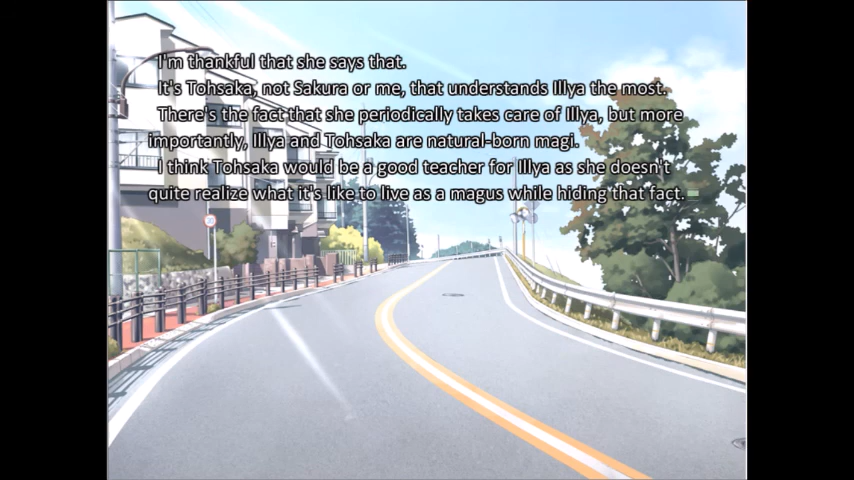 I'm thankful that she says that.
It's Tohsaka, not Sakura or me, that understands Illya the most.
There's the fact that she periodically takes care of Illya, but more
importantly, Illya and Tohsaka are natural-born magi.
I think Tohsaka would be a good teacher for Illya as she doesn't
quite realize what it's like to live as a magus while hiding that fact.